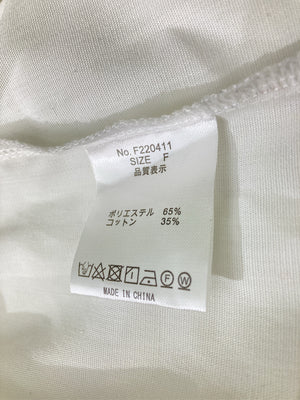 No. F220411
SIZE F
品質表示
ポリエステル 65%
コットン 35%
F W
MADE IN CHINA